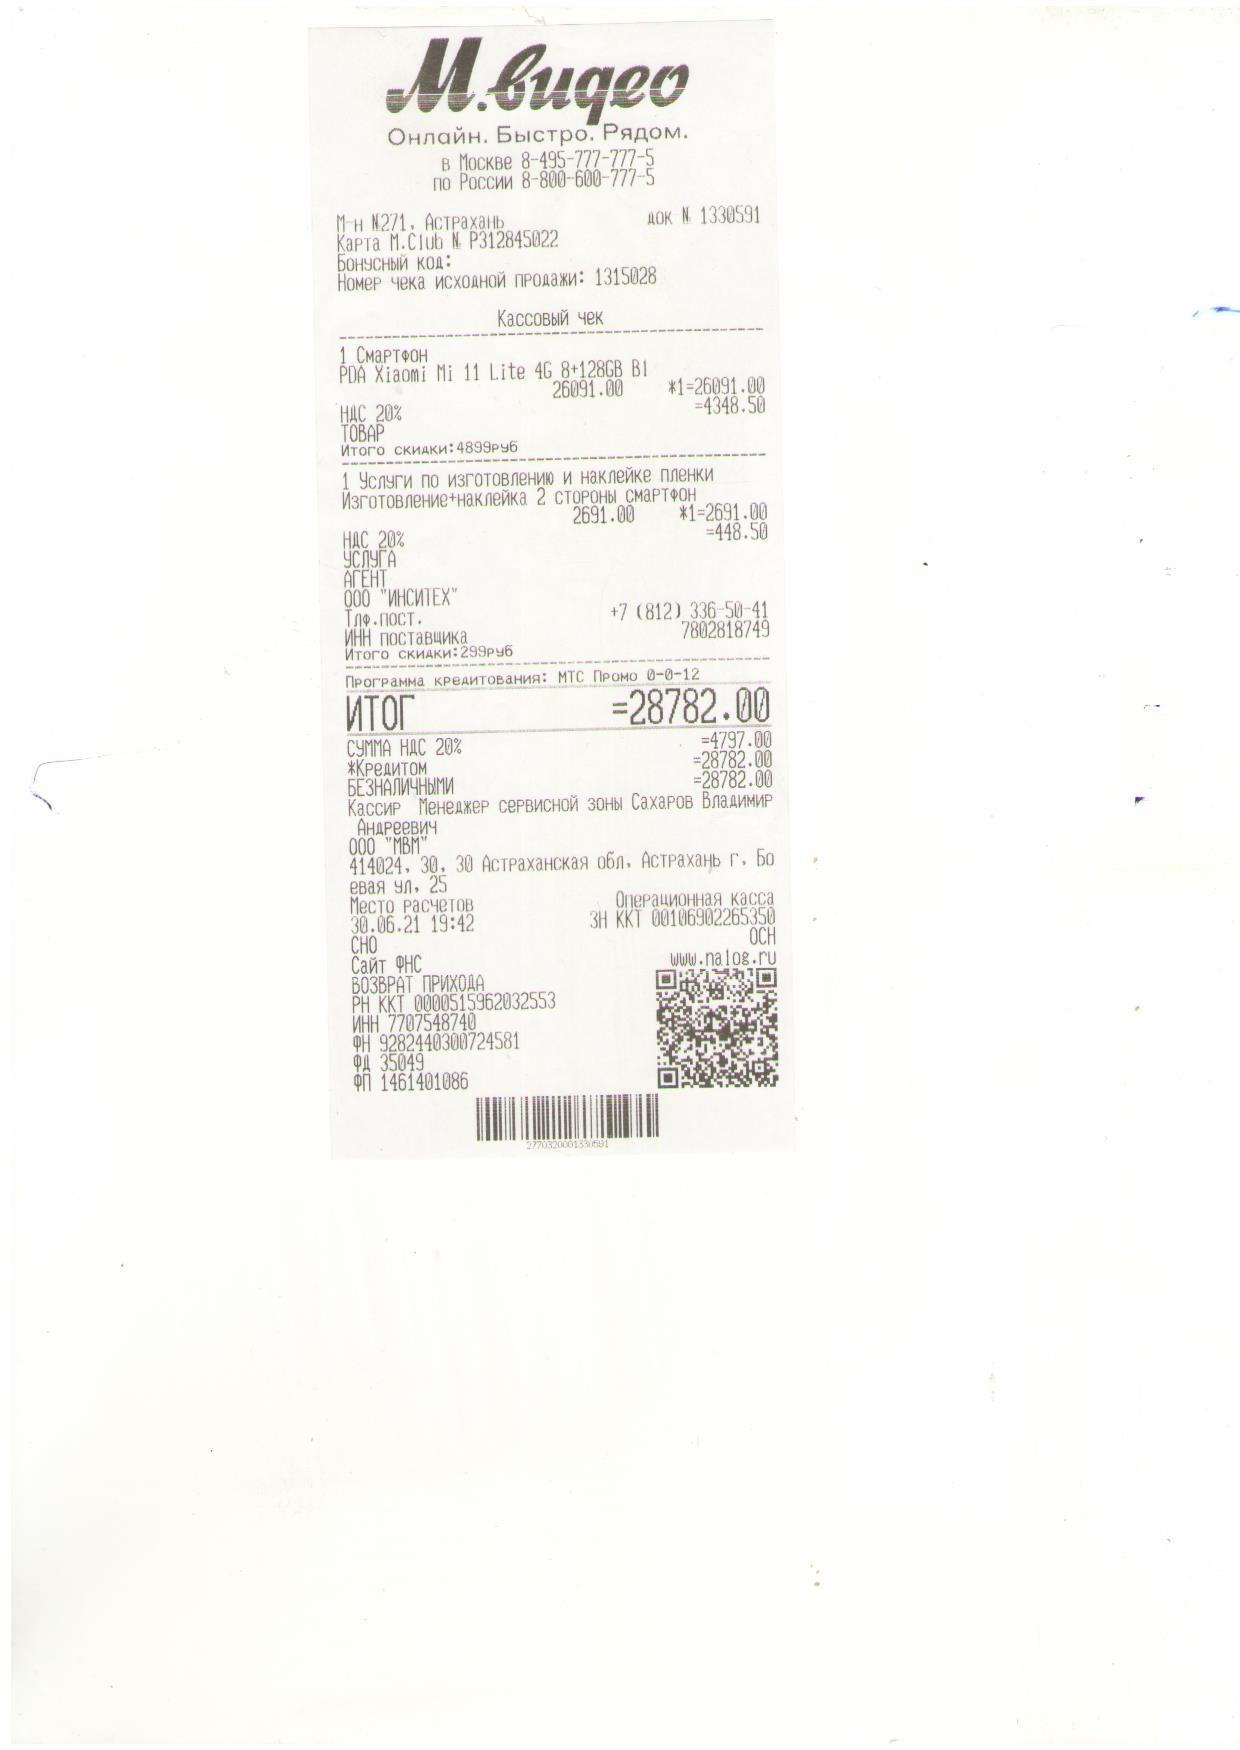 М.видео
Онлайн. Быстро. Рядом.
в Москве 8-495-777-777-5
по России 8-800-600-777-5
М-н №271, Астрахань док № 1330591
Карта M.Club № P312845022
Бонусный код:
Номер чека исходной продажи: 1315028
Кассовый чек
1 Смартфон
PDA Xiaomi Mi 11 Lite 4G 8+128GB Bl
26091.00 *1=26091.00
НДС 20% =4348.50
ТОВАР
Итого скидки:4899руб
1 Услуги по изготовлению и наклейке пленки
Изготовление+наклейка 2 стороны смартфон
2691.00 *1=2691.00
НДС 20% =448.50
УСЛУГА
АГЕНТ
ООО "ИНСИТЕХ"
Тлф.пост. +7 (812) 336-50-41
ИНН поставщика 7802818749
Итого скидки:299руб
Программа кредитования: МТС Промо 0-0-12
ИТОГ =28782.00
СУММА НДС 20% =4797.00
*Кредитом =28782.00
БЕЗНАЛИЧНЫМИ =28782.00
Кассир Менеджер сервисной зоны Сахаров Владимир
Андреевич
ООО "МВМ"
414024, 30, 30 Астраханская обл, Астрахань г, Бо
евая ул, 25
Место расчетов Операционная касса
30.06.21 19:42 ЗН ККТ 00106902265350
СНО ОСН
Сайт ФНС www.nalog.ru
ВОЗВРАТ ПРИХОДА
РН ККТ 0000515962032553
ИНН 7707548740
ФН 9282440300724581
ФД 35049
ФП 1461401086
2770320001330591